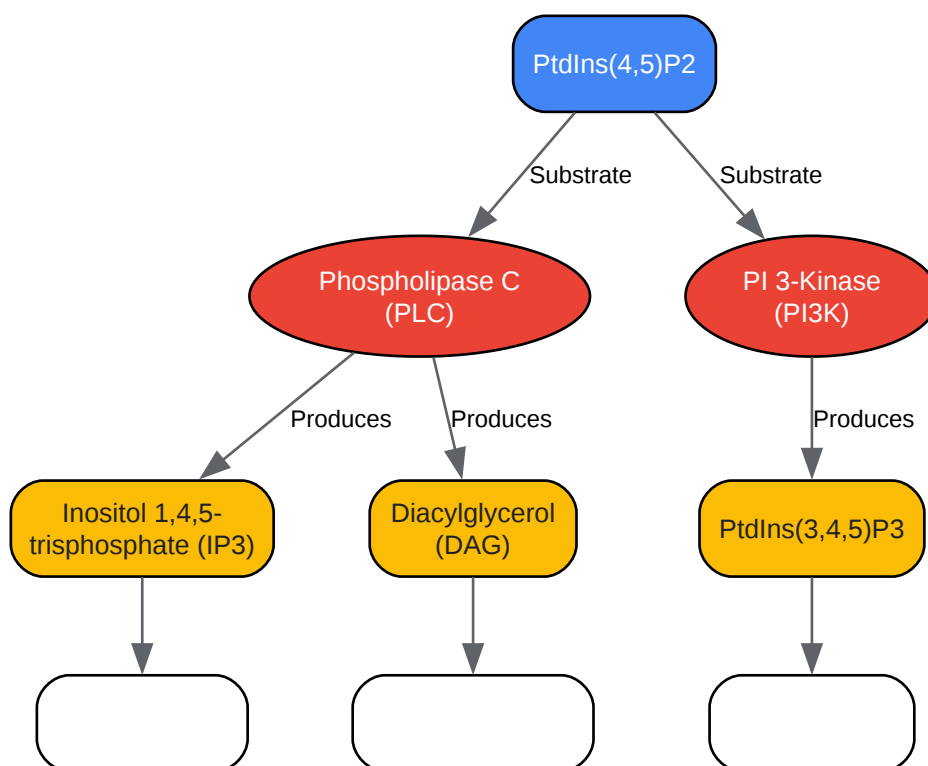 PtdIns(4,5)P2
Substrate
Substrate
Phospholipase C
(PLC)
PI 3-Kinase
(PI3K)
Produces
Produces
Produces
Inositol 1,4,5-
trisphosphate (IP3)
Diacylglycerol
(DAG)
PtdIns(3,4,5)P3